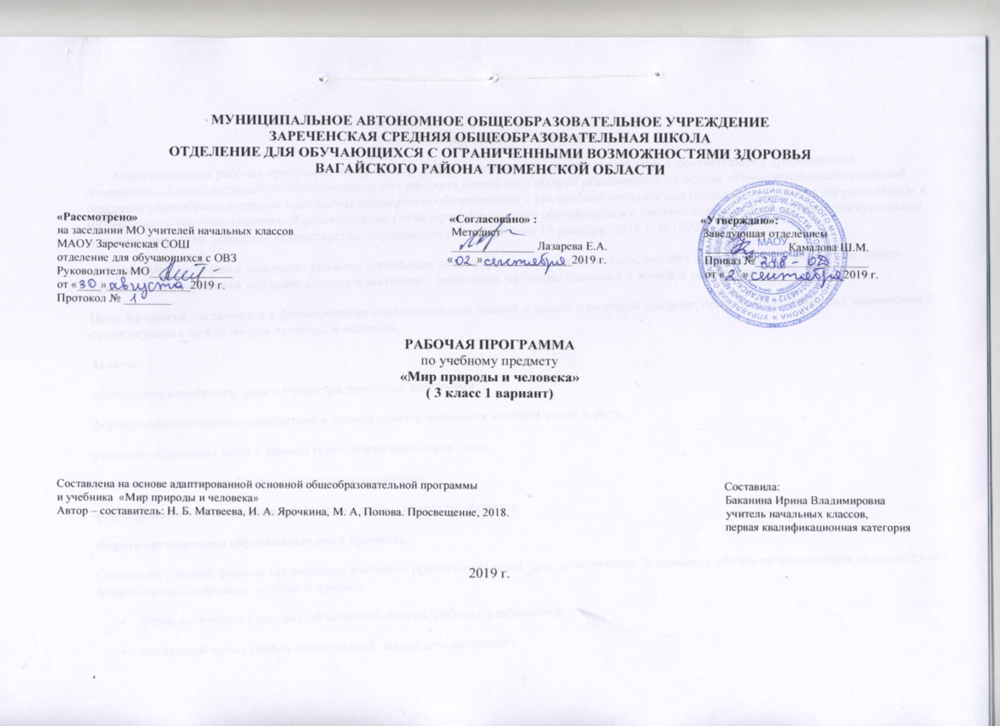 МУНИЦИПАЛЬНОЕ АВТОНОМНОЕ ОБЩЕОБРАЗОВАТЕЛЬНОЕ УЧРЕЖДЕНИЕ
ЗАРЕЧЕНСКАЯ СРЕДНЯЯ ОБЩЕОБРАЗОВАТЕЛЬНАЯ ШКОЛА
ОТДЕЛЕНИЕ ДЛЯ ОБУЧАЮЩИХСЯ С ОГРАНИЧЕННЫМИ ВОЗМОЖНОСТЯМИ ЗДОРОВЬЯ
ВАГАЙСКОГО РАЙОНА ТЮМЕНСКОЙ ОБЛАСТИ
«Рассмотрено»
на заседании МО учителей начальных классов
МАОУ Зареченская СОШ
отделение для обучающихся с ОВЗ
Руководитель МО
от «30» августа 2019 г.
Протокол № 1
«Согласовано» :
Методист
Лазарева Е.А.
«02» сентября 2019 г.
«Утверждаю»:
Заведующая отделением
Камалова Ш.М.
Приказ №
от «2» сентября 2019 г.
МАОУ
Зареченская
РАБОЧАЯ ПРОГРАММА
по учебному предмету
«Мир природы и человека»
( 3 класс 1 вариант)
Составлена на основе адаптированной основной общеобразовательной программы
и учебника «Мир природы и человека»
Автор – составитель: Н. Б. Матвеева, И. А. Ярочкина, М. А, Попова. Просвещение, 2018.
Составила:
Баканина Ирина Владимировна
учитель начальных классов,
первая квалификационная категория
2019 г.